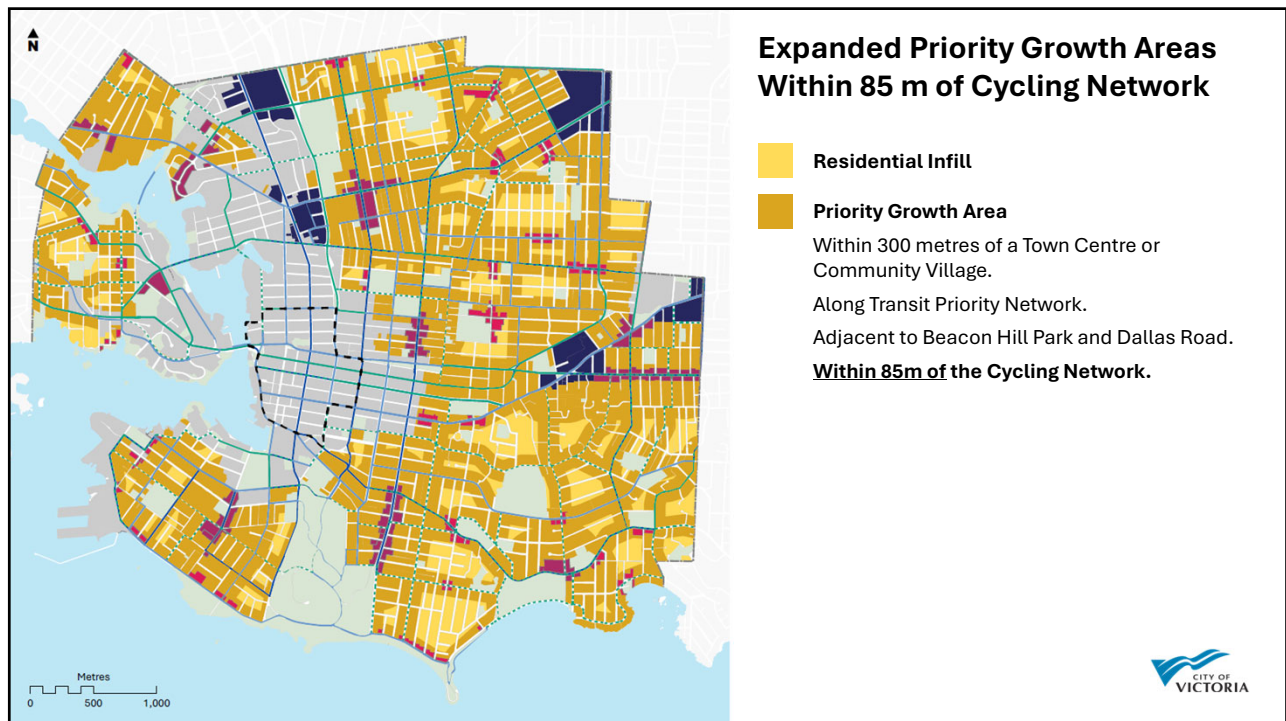 N
Expanded Priority Growth Areas
Within 85 m of Cycling Network
Residential Infill
Priority Growth Area
Within 300 metres of a Town Centre or
Community Village.
Along Transit Priority Network.
Adjacent to Beacon Hill Park and Dallas Road.
Within 85m of the Cycling Network.
Metres
0 500 1,000
CITY OF
VICTORIA